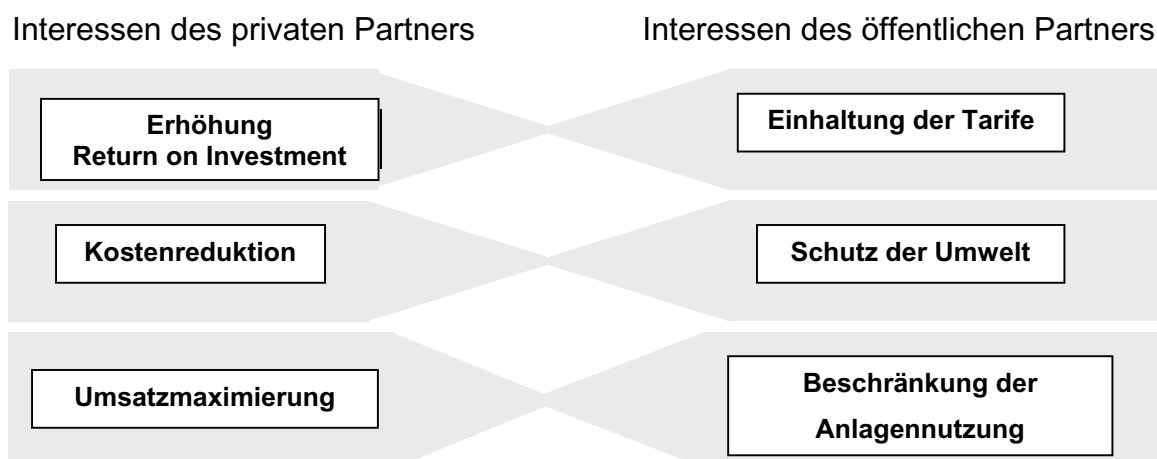 Interessen des privaten Partners
Interessen des öffentlichen Partners
Erhöhung
Return on Investment
Einhaltung der Tarife
Kostenreduktion
Schutz der Umwelt
Umsatzmaximierung
Beschränkung der
Anlagennutzung